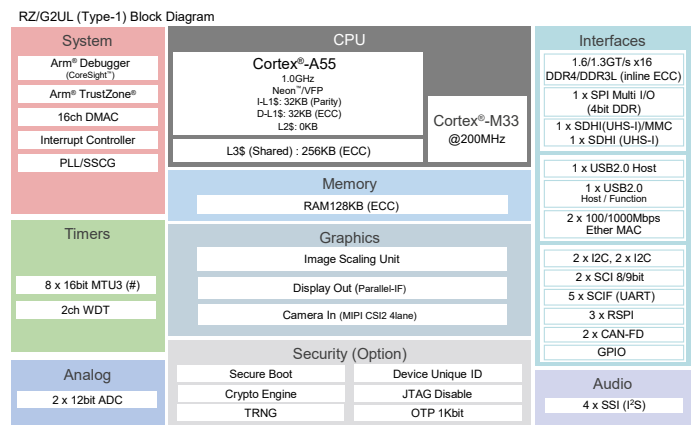 RZ/G2UL (Type-1) Block Diagram
System
Arm® Debugger
(CoreSight™)
Arm® TrustZone®
16ch DMAC
Interrupt Controller
PLL/SSCG
Timers
8 x 16bit MTU3 (#)
2ch WDT
Analog
2 x 12bit ADC
CPU
Cortex®-A55
1.0GHz
Neon™/VFP
I-L1$: 32KB (Parity)
D-L1$: 32KB (ECC)
L2$: 0KB
L3$ (Shared) : 256KB (ECC)
Cortex®-M33
@200MHz
Memory
RAM128KB (ECC)
Graphics
Image Scaling Unit
Display Out (Parallel-IF)
Camera In (MIPI CSI2 4lane)
Security (Option)
Secure Boot
Device Unique ID
Crypto Engine
JTAG Disable
TRNG
OTP 1Kbit
Interfaces
1.6/1.3GT/s x16
DDR4/DDR3L (inline ECC)
1 x SPI Multi I/O
(4bit DDR)
1 x SDHI(UHS-I)/MMC
1 x SDHI (UHS-I)
1 x USB2.0 Host
1 x USB2.0
Host / Function
2 x 100/1000Mbps
Ether MAC
2 x I2C, 2 x I2C
2 x SCI 8/9bit
5 x SCIF (UART)
3 x RSPI
2 x CAN-FD
GPIO
Audio
4 x SSI (I²S)